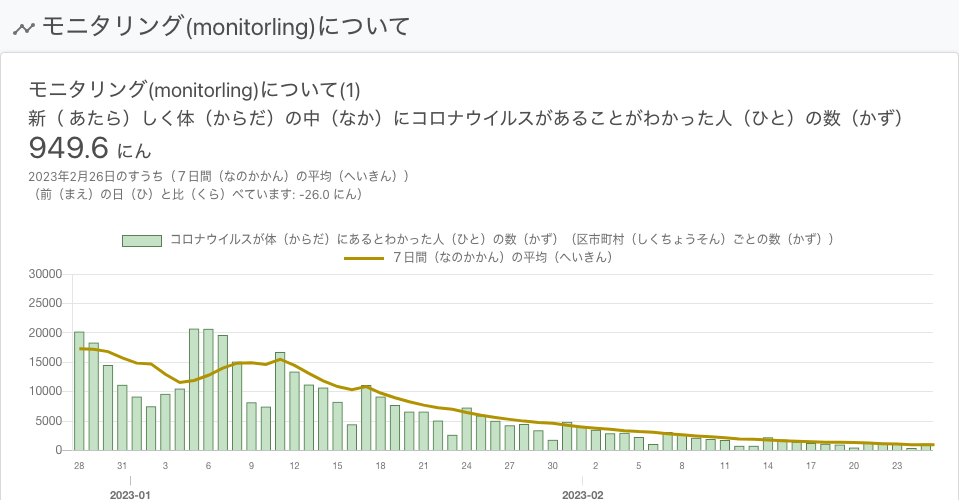 モニタリング(monitorling)について
モニタリング(monitorling)について(1)
新（ あたら）しく体（からだ）の中（なか）にコロナウイルスがあることがわかった人（ひと）の数（かず）
949.6 にん
2023年2月26日のすうち（７日間（なのかかん）の平均（へいきん））
（前（まえ）の日（ひ）と比（くら）べています: -26.0 にん）
コロナウイルスが体（からだ）にあるとわかった人（ひと）の数（かず）（区市町村（しくちょうそん）ごとの数（かず））
７日間（なのかかん）の平均（へいきん）
30000
25000
20000
15000
10000
5000
0
28 31 3 6 9 12 15 18 21 24 27 30 2 5 8 11 14 17 20 23
2023-01 2023-02